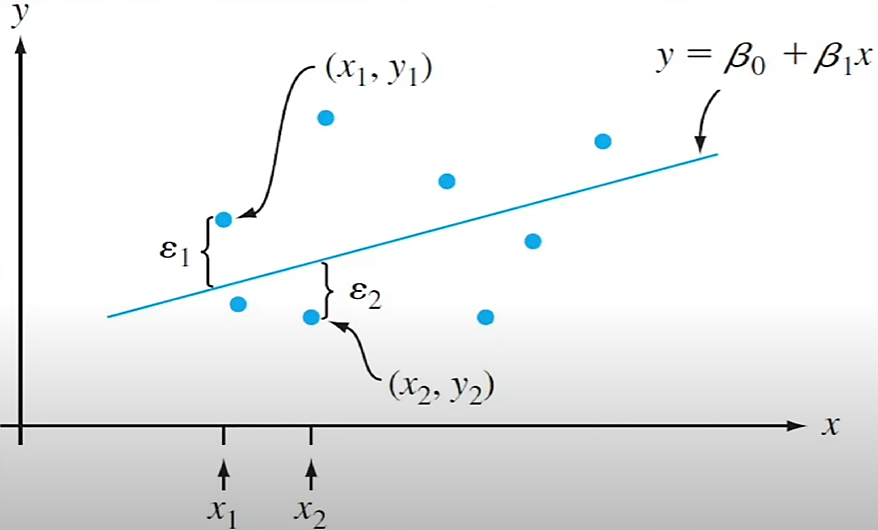 y
(x₁, y₁)
y = β₀ + β₁x
ε₁
ε₂
(x₂, y₂)
x
x₁
x₂